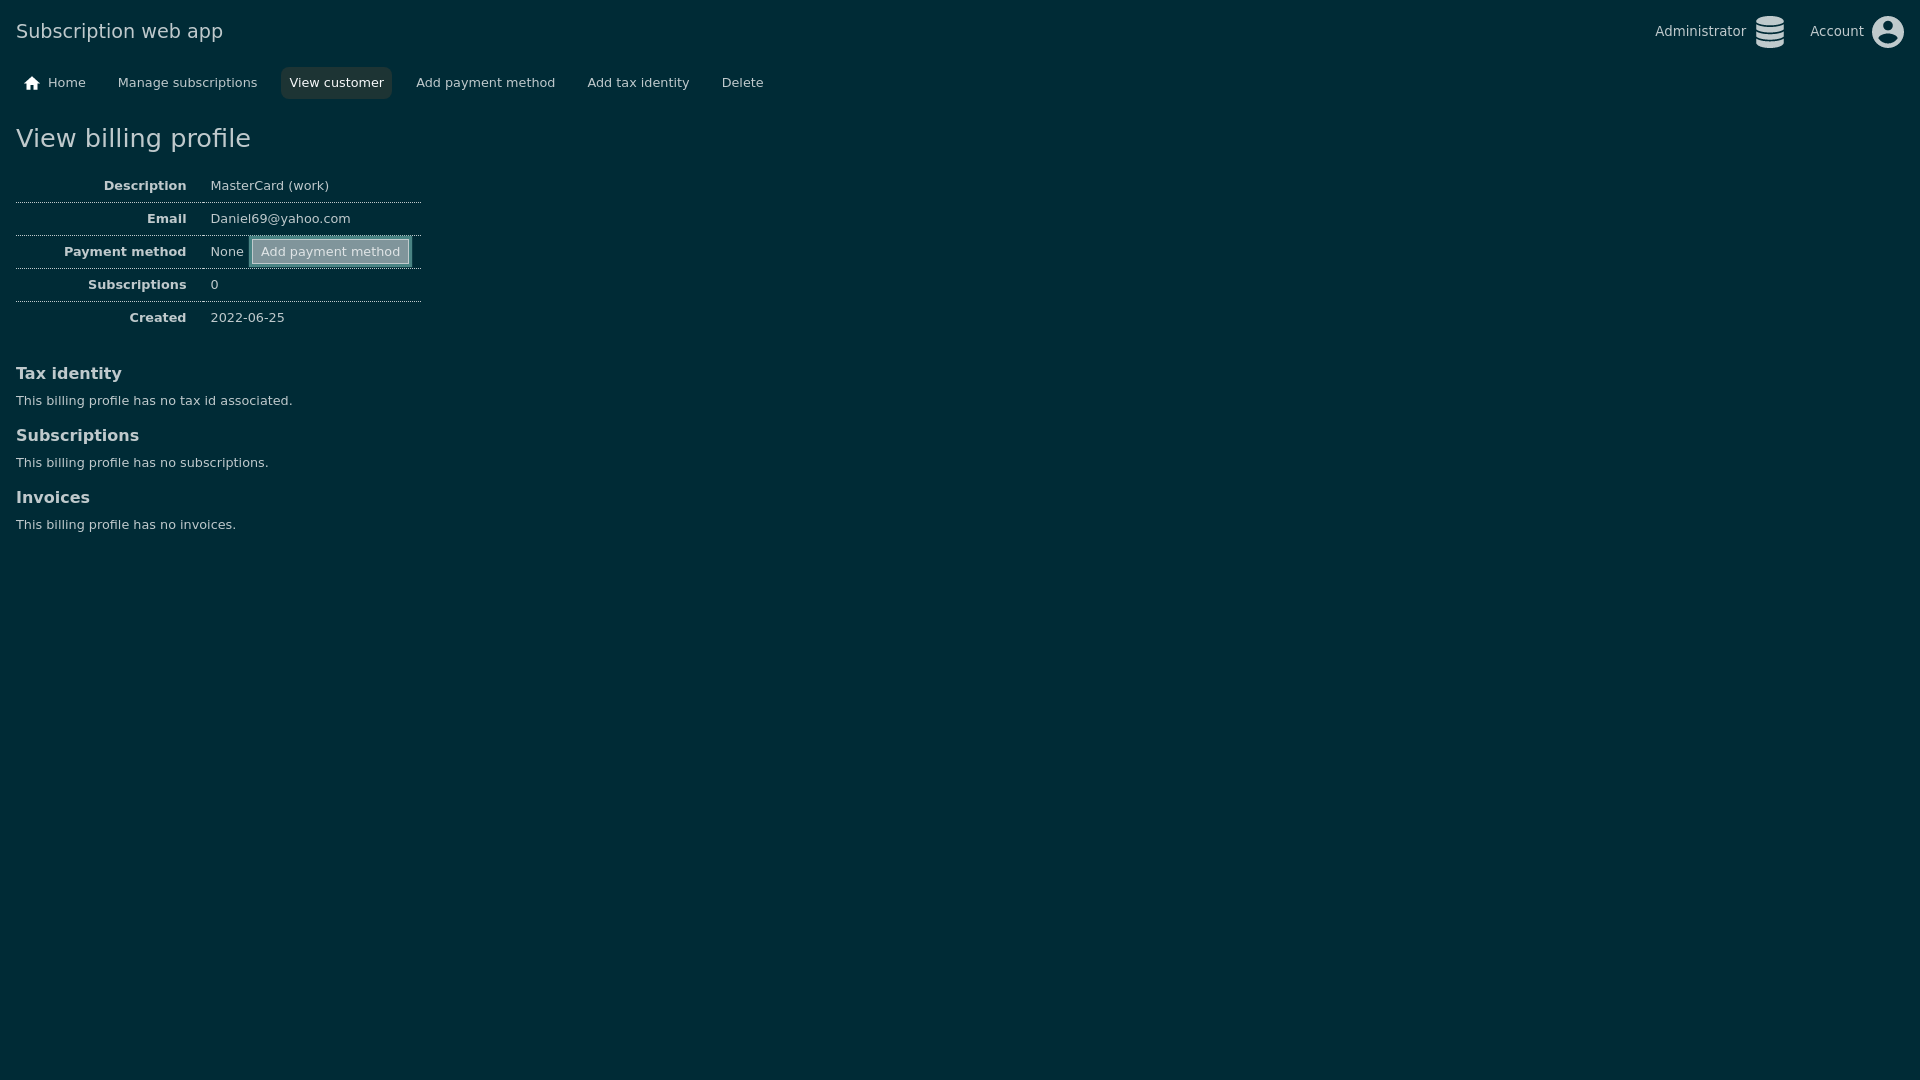 Subscription web app
Administrator
Account
Home
Manage subscriptions
View customer
Add payment method
Add tax identity
Delete
View billing profile
Description MasterCard (work)
Email Daniel69@yahoo.com
Payment method None Add payment method
Subscriptions 0
Created 2022-06-25
Tax identity
This billing profile has no tax id associated.
Subscriptions
This billing profile has no subscriptions.
Invoices
This billing profile has no invoices.